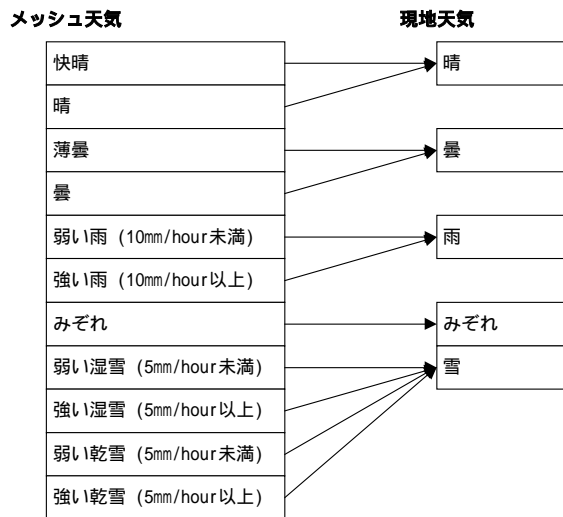 メッシュ天気
現地天気
快晴
晴
薄曇
曇
弱い雨 (10mm/hour未満)
強い雨 (10mm/hour以上)
みぞれ
弱い湿雪 (5mm/hour未満)
強い湿雪 (5mm/hour以上)
弱い乾雪 (5mm/hour未満)
強い乾雪 (5mm/hour以上)
晴
曇
雨
みぞれ
雪